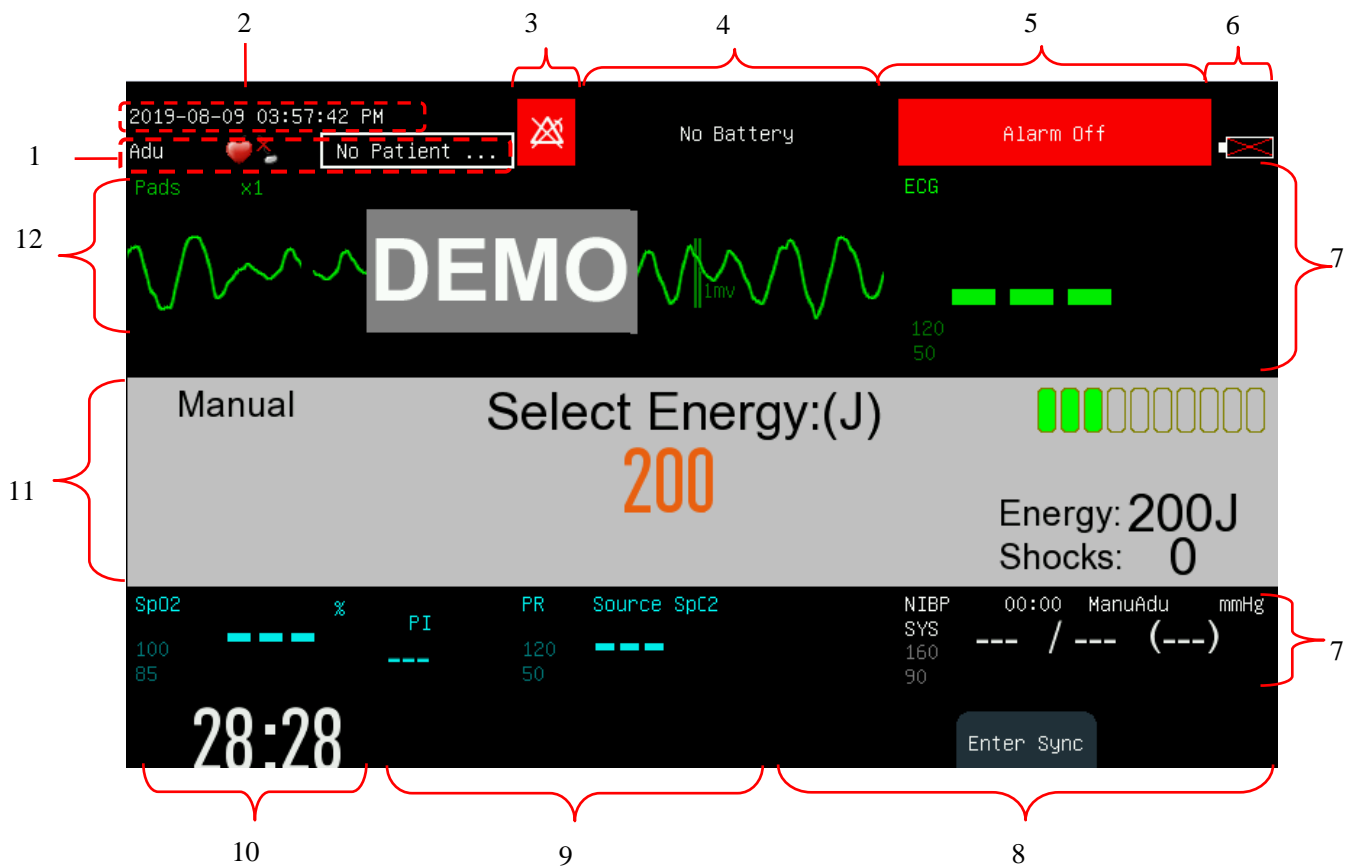 2 3 4 5 6
2019-08-09 03:57:42 PM
No Battery
Alarm Off
1
Adu No Patient ...
Pads x1
ECG
12
DEMO
1mv
7
120
50
Manual
Select Energy:(J)
200
11
Energy: 200J
Shocks: 0
SpO2 %
100
85
PI
---
PR Source SpC2
120
50
---
NIBP 00:00 ManuAdu mmHg
SYS
160
90
--- / --- (---)
7
28:28
Enter Sync
10 9 8